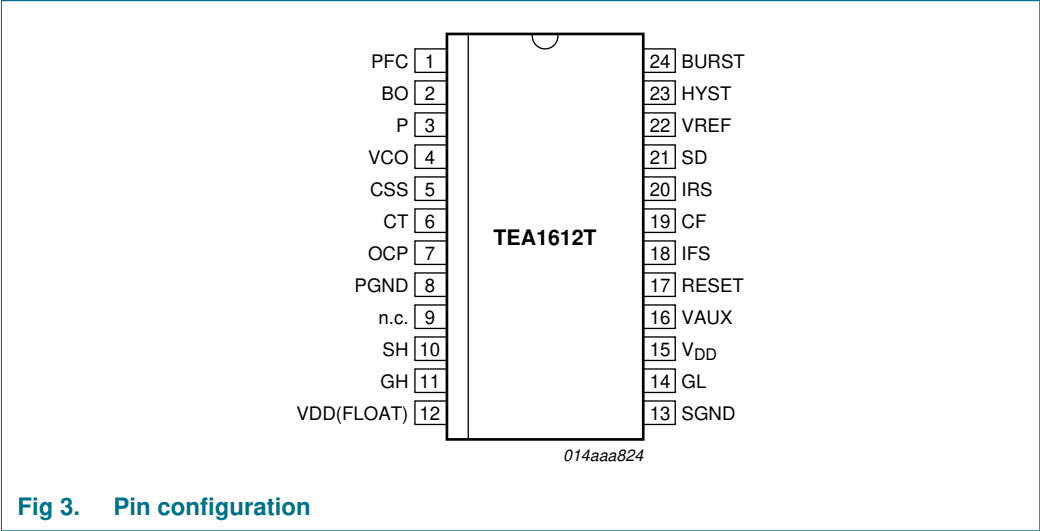 PFC 1
BO 2
P 3
VCO 4
CSS 5
CT 6
OCP 7
PGND 8
n.c. 9
SH 10
GH 11
VDD(FLOAT) 12
TEA1612T
24 BURST
23 HYST
22 VREF
21 SD
20 IRS
19 CF
18 IFS
17 RESET
16 VAUX
15 VDD
14 GL
13 SGND
014aaa824
Fig 3. Pin configuration